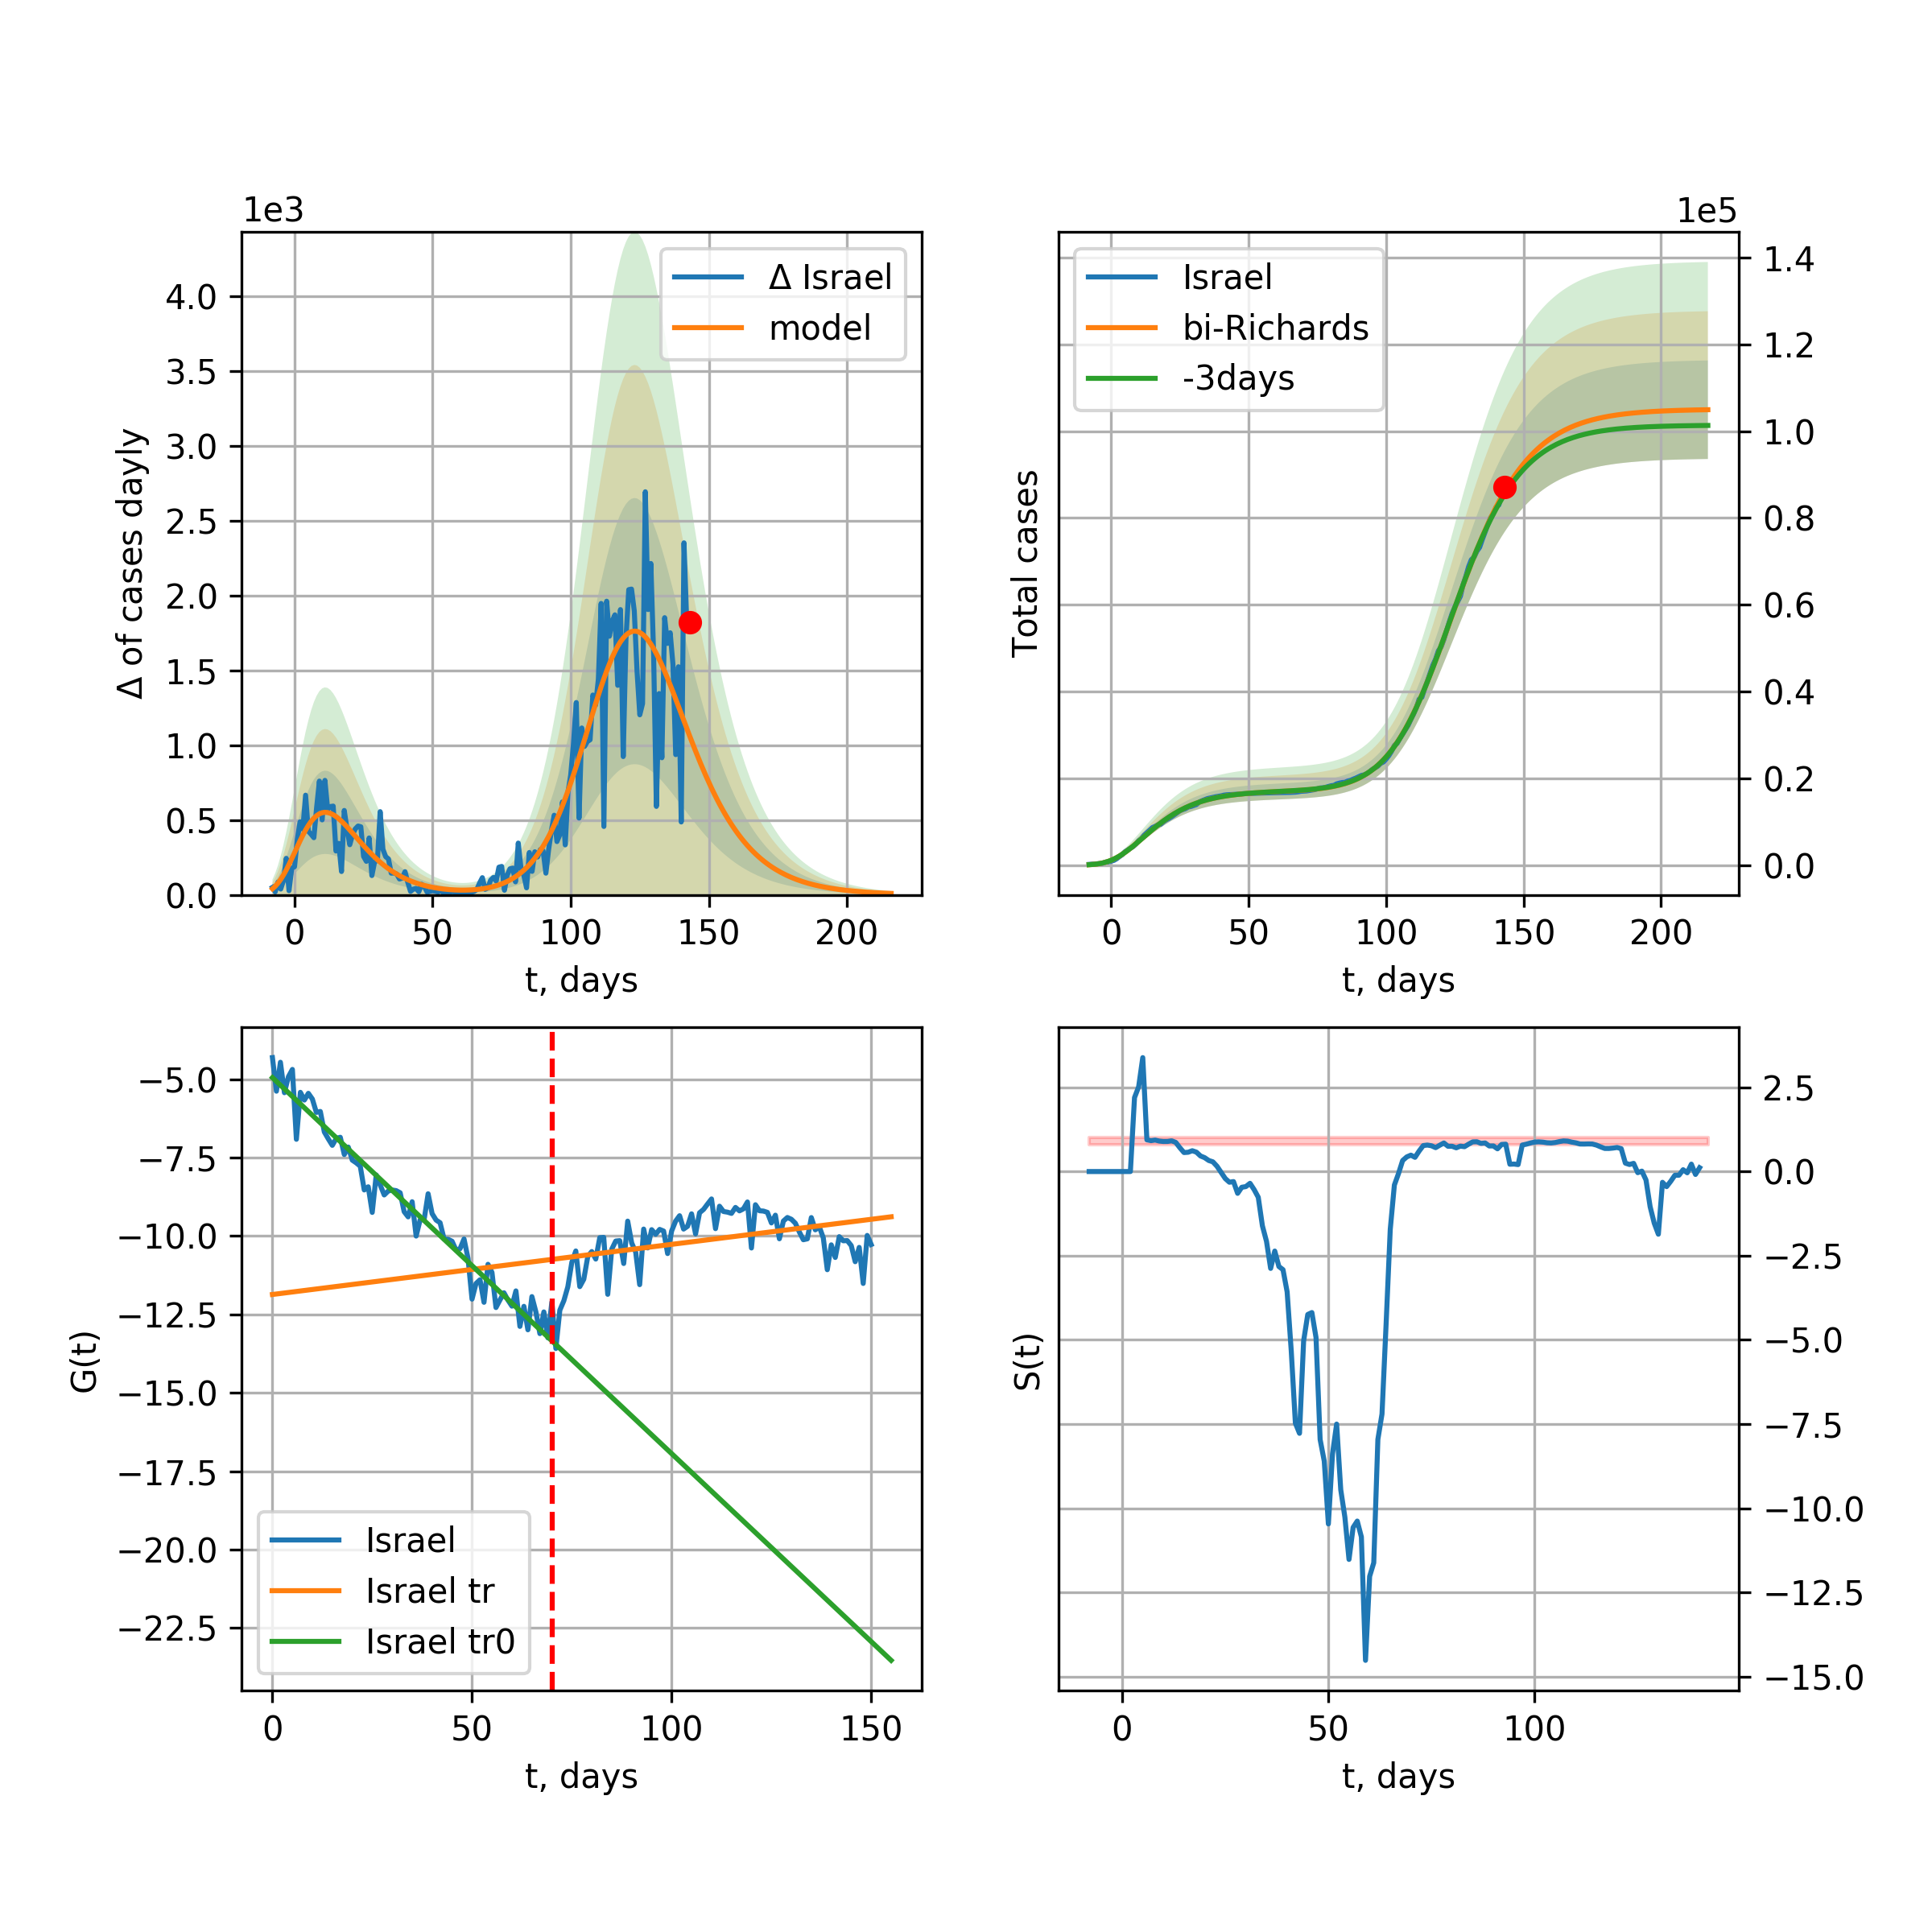 1e3
Δ of cases dayly
4.0
3.5
3.0
2.5
2.0
1.5
1.0
0.5
0.0
0 50 100 150 200
t, days
Δ Israel
model
1e5
Total cases
1.4
1.2
1.0
0.8
0.6
0.4
0.2
0.0
0 50 100 150 200
t, days
Israel
bi-Richards
-3days
G(t)
−5.0
−7.5
−10.0
−12.5
−15.0
−17.5
−20.0
−22.5
0 50 100 150
t, days
Israel
Israel tr
Israel tr0
S(t)
2.5
0.0
−2.5
−5.0
−7.5
−10.0
−12.5
−15.0
0 50 100
t, days